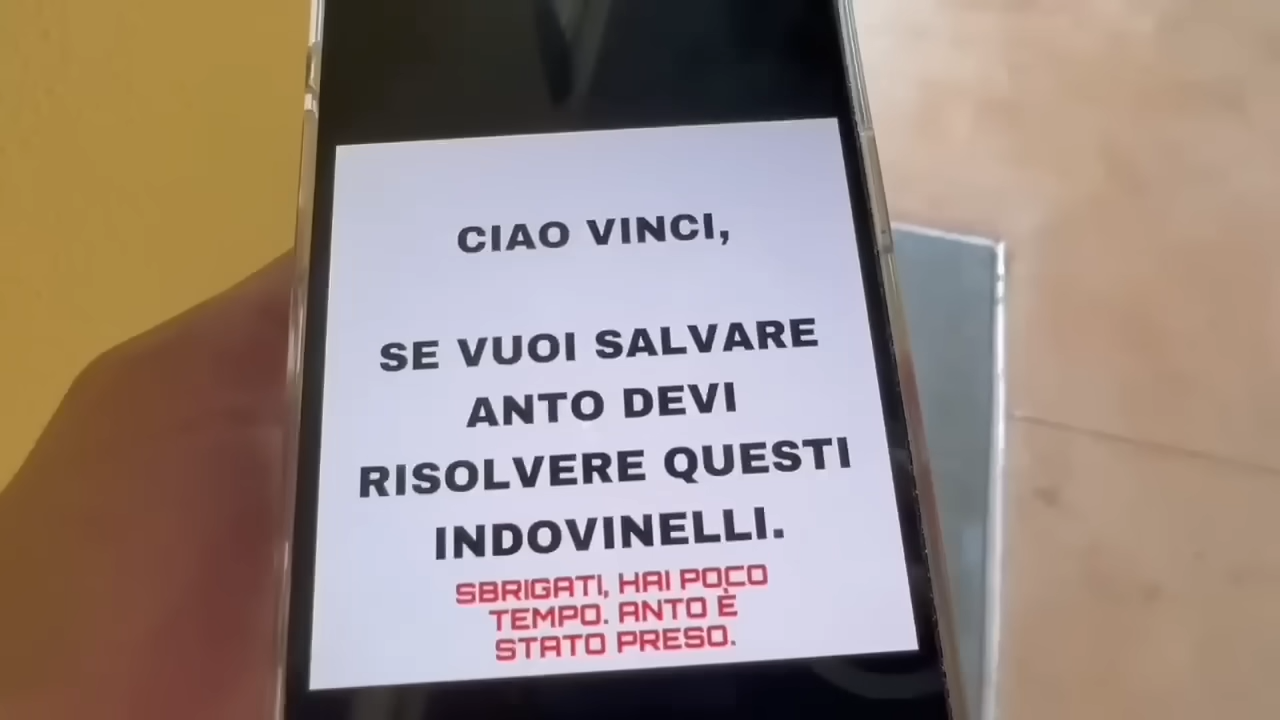 CIAO VINCI,
SE VUOI SALVARE
ANTO DEVI
RISOLVERE QUESTI
INDOVINELLI.
SBRIGATI, HAI POCO
TEMPO. ANTO È
STATO PRESO.